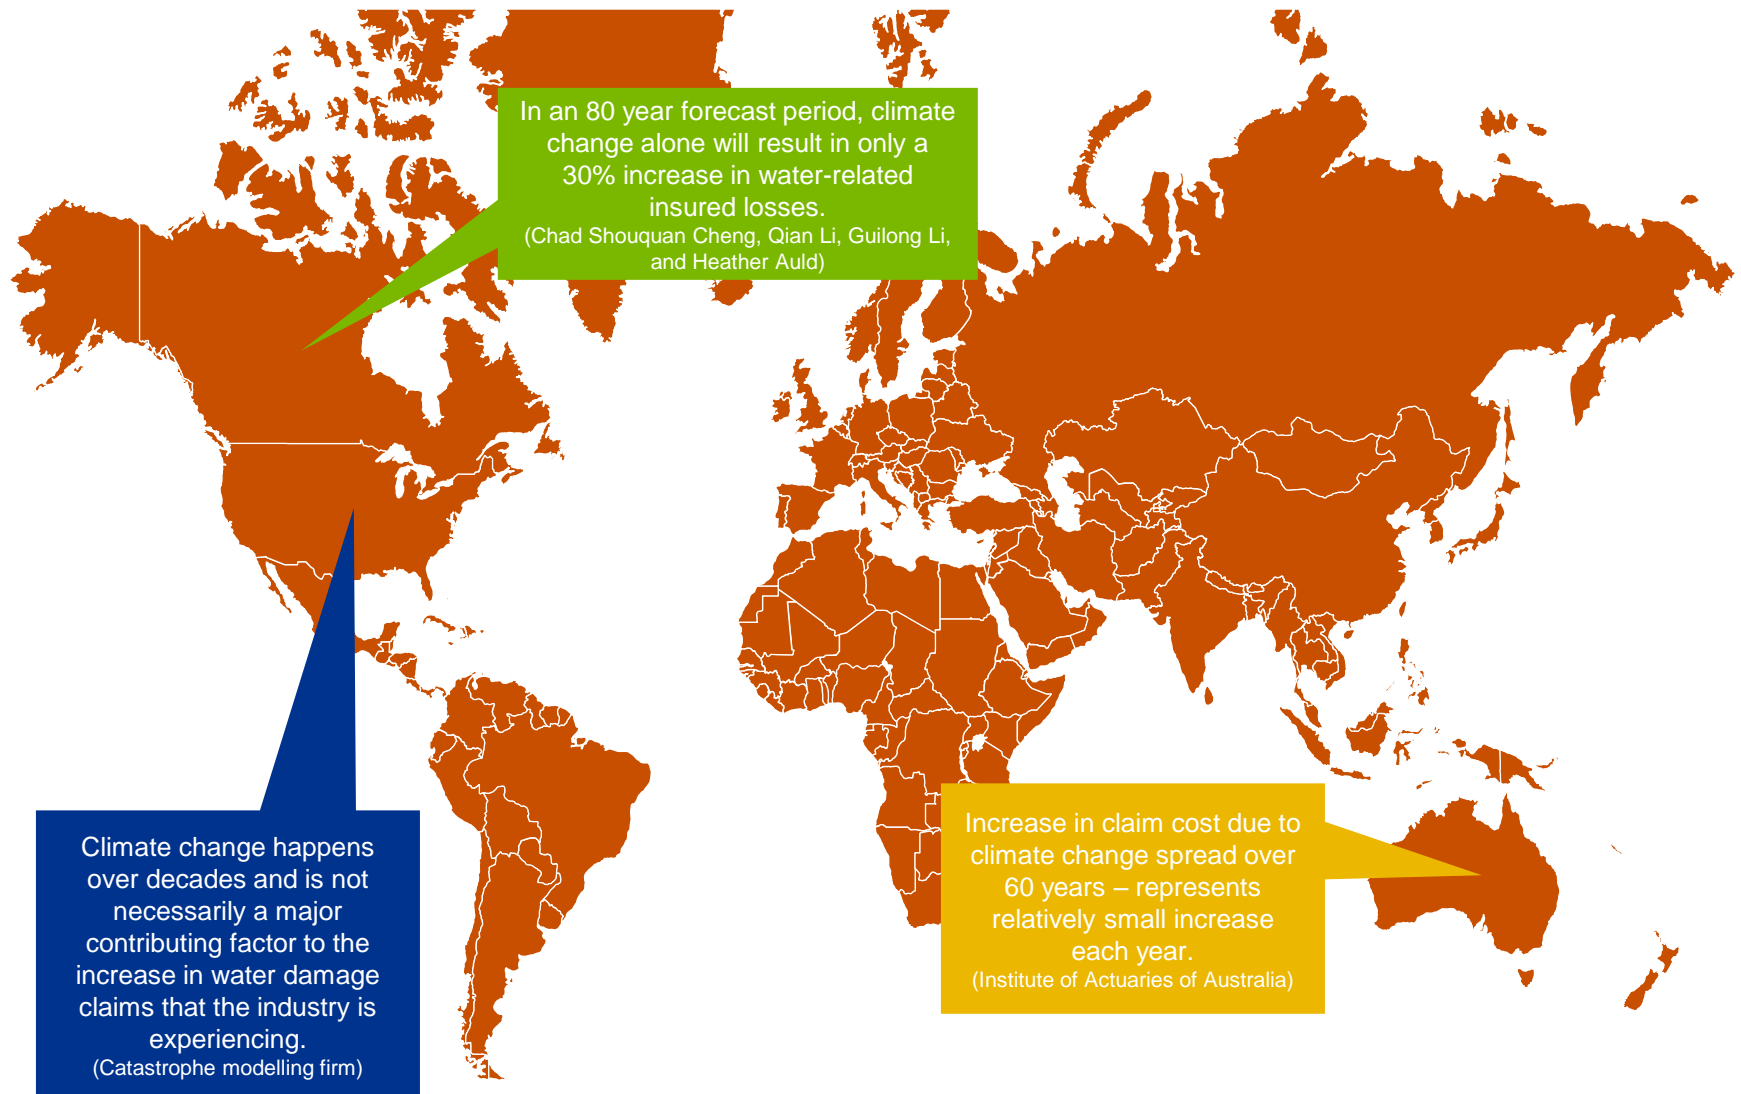 In an 80 year forecast period, climate
change alone will result in only a
30% increase in water-related
insured losses.
(Chad Shouquan Cheng, Qian Li, Guilong Li,
and Heather Auld)
Climate change happens
over decades and is not
necessarily a major
contributing factor to the
increase in water damage
claims that the industry is
experiencing.
(Catastrophe modelling firm)
Increase in claim cost due to
climate change spread over
60 years – represents
relatively small increase
each year.
(Institute of Actuaries of Australia)